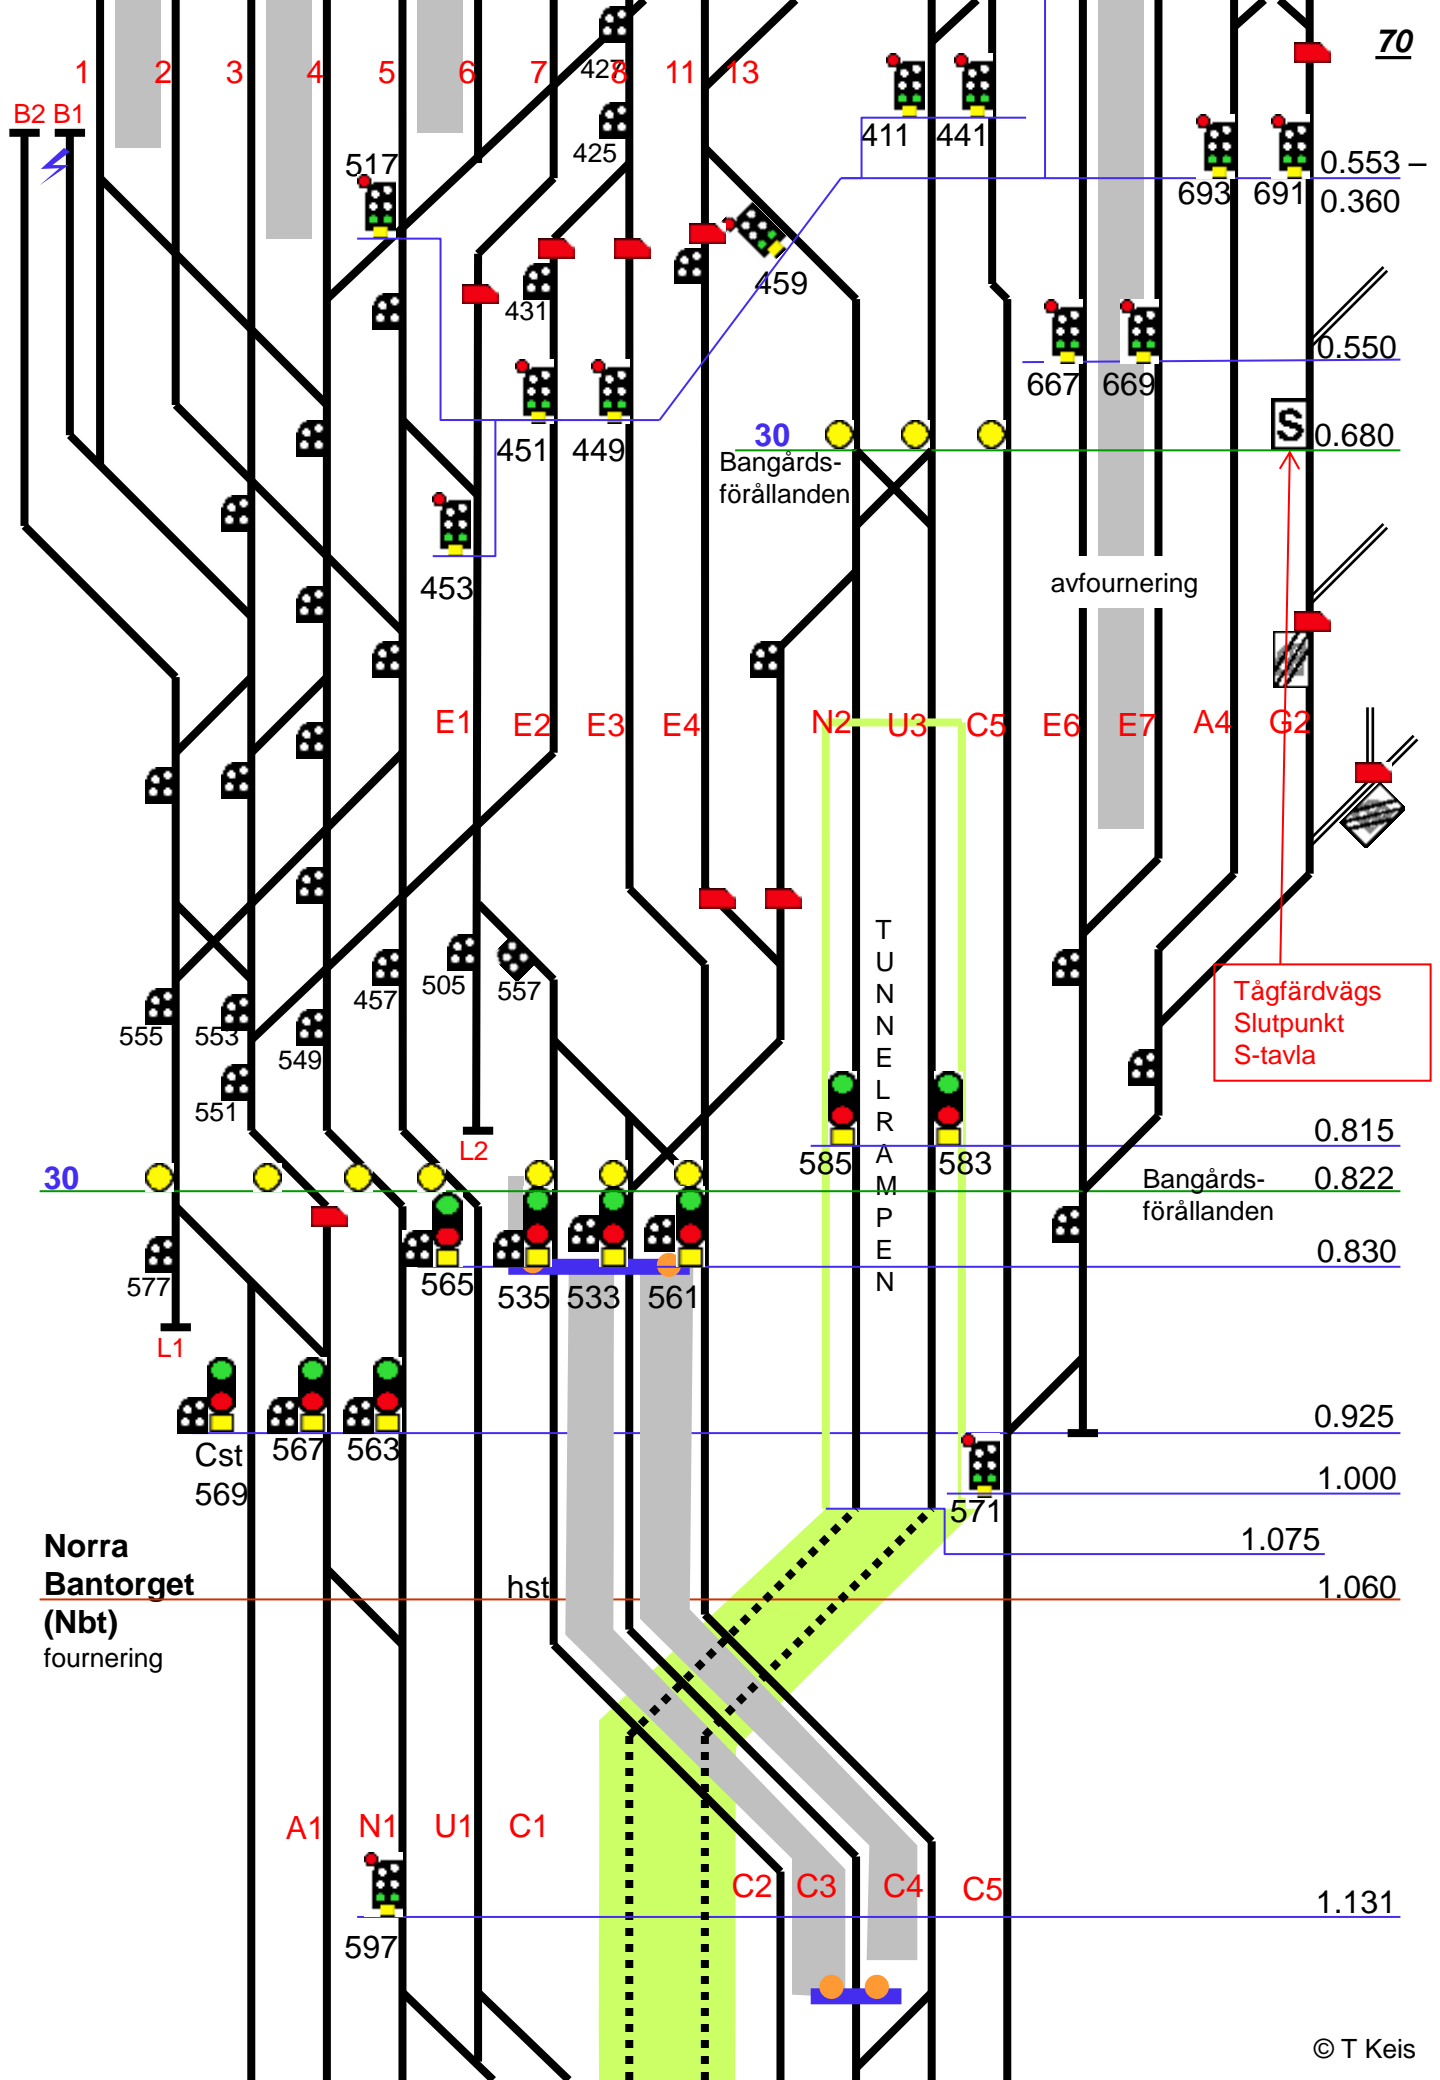 70
1 2 3 4 5 6 7 8 11 13
427
B2 B1
425
517
411 441
693 691
0.553 –
0.360
431
459
0.550
667 669
451 449
30
Bangårds-
förållanden
S
0.680
453
avfournering
E1 E2 E3 E4 N2 U3 C5 E6 E7 A4 G2
TUNNELRAMPEN
457 505 557
555 553
549
551
Tågfärdvägs
Slutpunkt
S-tavla
L2
585 583
0.815
30
Bangårds-
förållanden
0.822
577
565
535 533 561
0.830
L1
0.925
Cst
569
567 563
1.000
571
1.075
Norra
Bantorget
(Nbt)
fournering
hst
1.060
A1 N1 U1 C1
C2 C3 C4 C5
1.131
597
© T Keis